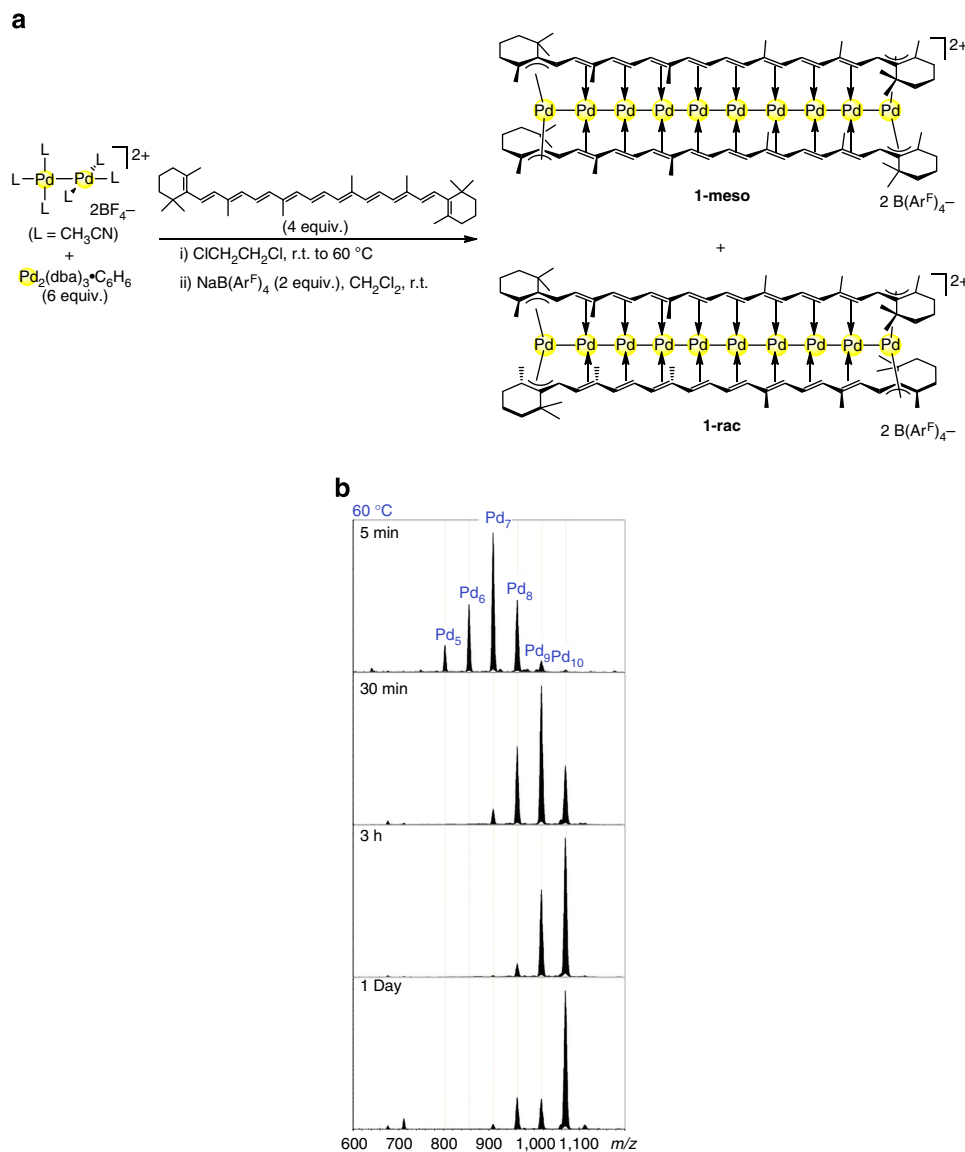 a
]2+
L
L–Pd–Pd–L
L
L
L
L
2BF4–
(L = CH3CN)
+
Pd2(dba)3•C6H6
(6 equiv.)
(4 equiv.)
i) ClCH2CH2Cl, r.t. to 60 °C
ii) NaB(ArF)4 (2 equiv.), CH2Cl2, r.t.
]2+
Pd–Pd–Pd–Pd–Pd–Pd–Pd–Pd–Pd–Pd
1-meso
2 B(ArF)4–
+
]2+
Pd–Pd–Pd–Pd–Pd–Pd–Pd–Pd–Pd–Pd
1-rac
2 B(ArF)4–
b
60 °C
5 min
Pd5
Pd6
Pd7
Pd8
Pd9Pd10
30 min
3 h
1 Day
600 700 800 900 1,000 1,100 m/z